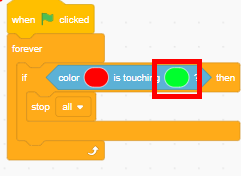 when clicked
forever
if color is touching ? then
stop all